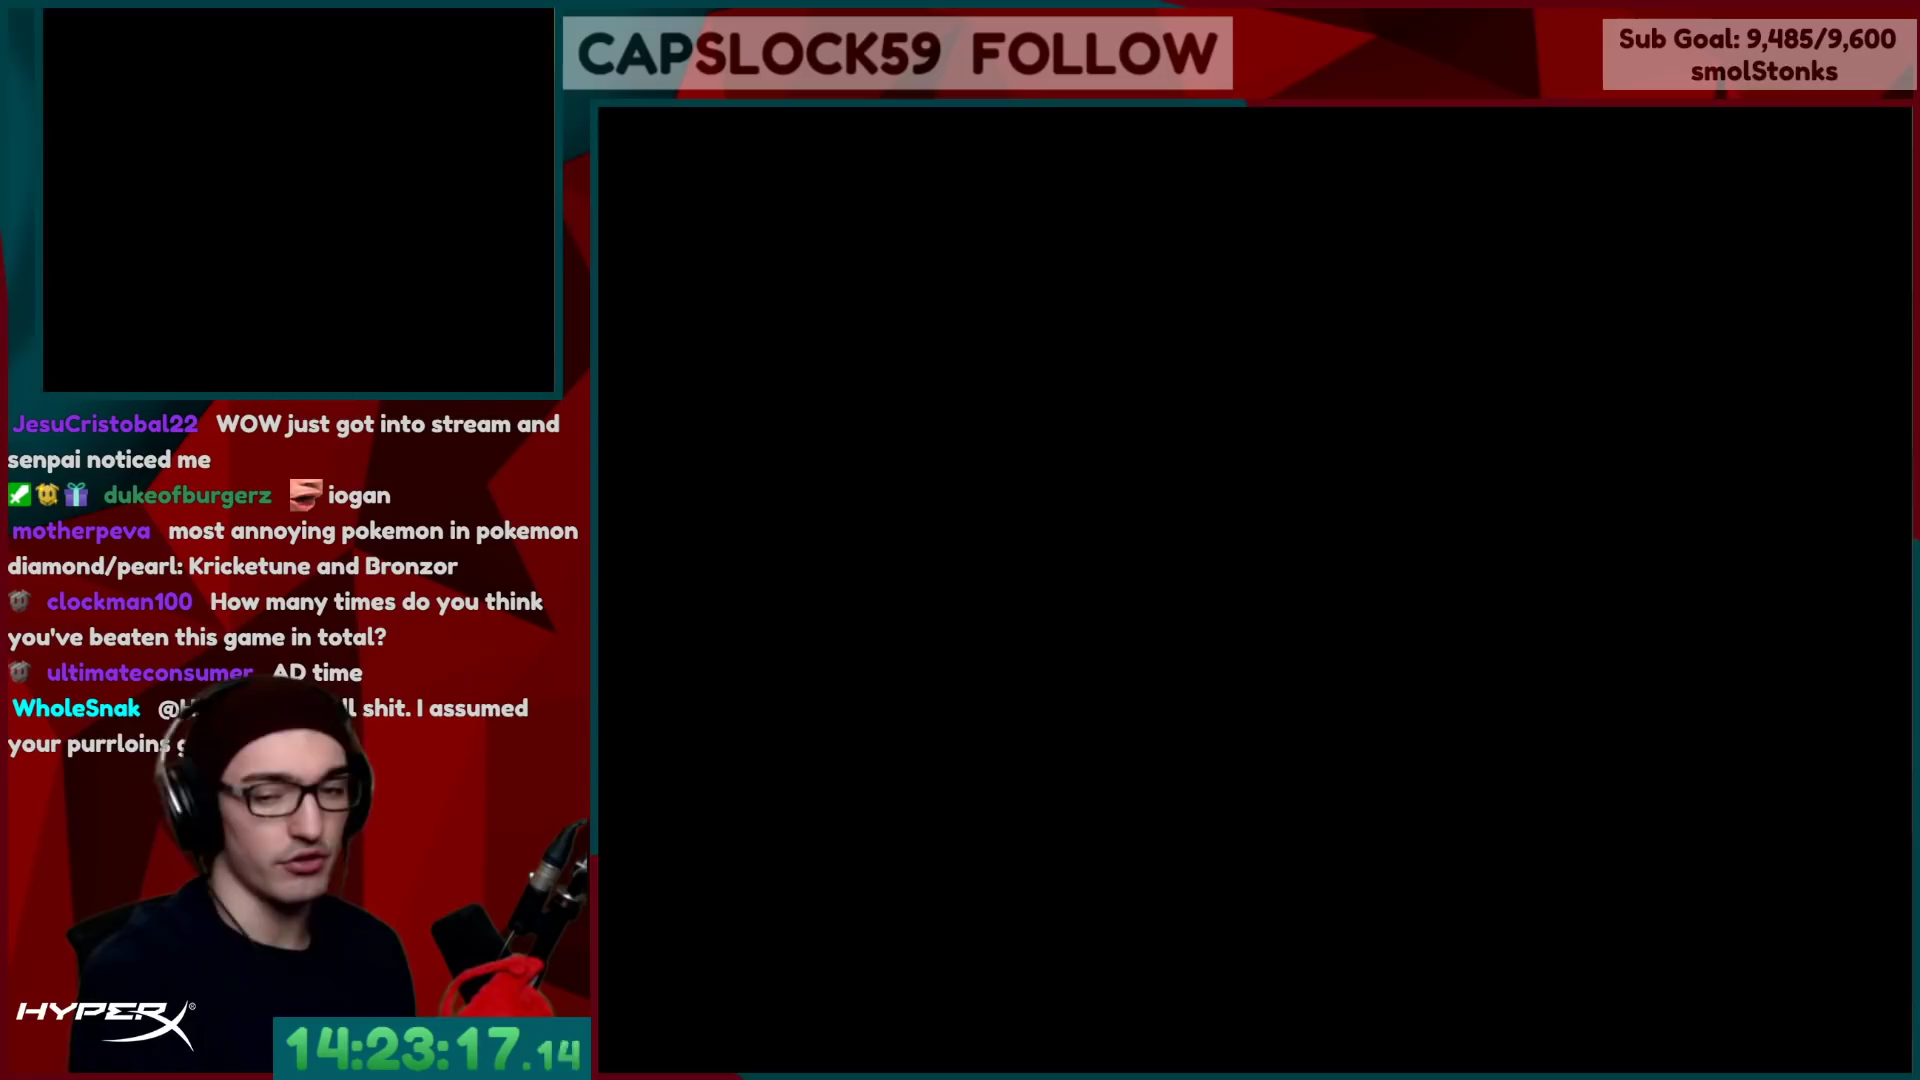 CAPSLOCK59 FOLLOW
Sub Goal: 9,485/9,600
smolStonks
JesuCristobal22 WOW just got into stream and
senpai noticed me
dukeofburgerz iogan
motherpeva most annoying pokemon in pokemon
diamond/pearl: Kricketune and Bronzor
clockman100 How many times do you think
you've beaten this game in total?
ultimateconsumer AD time
WholeSnak shit. I assumed
your purrloins
HYPERX®
14:23:17.14